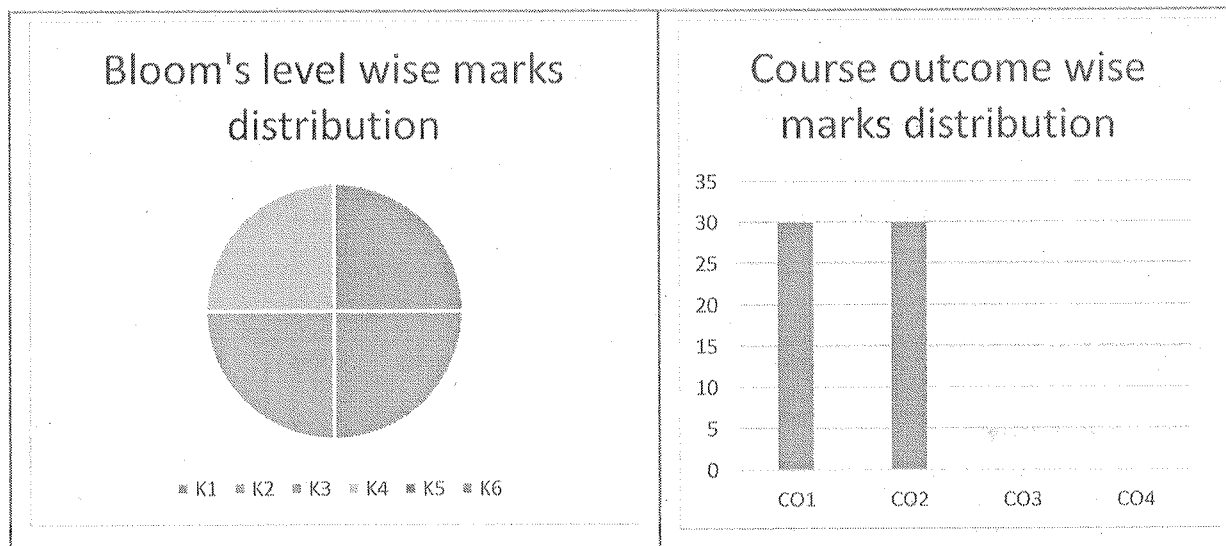 Bloom's level wise marks
distribution
K1 K2 K3 K4 K5 K6
Course outcome wise
marks distribution
35
30
25
20
15
10
5
0
CO1 CO2 CO3 CO4